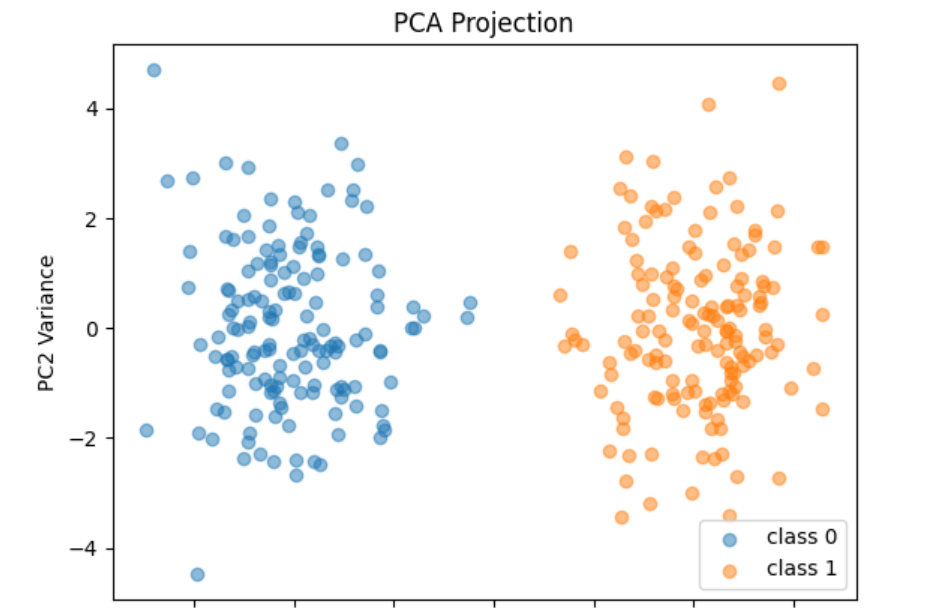 PCA Projection
4
2
0
−2
−4
PC2 Variance
class 0
class 1